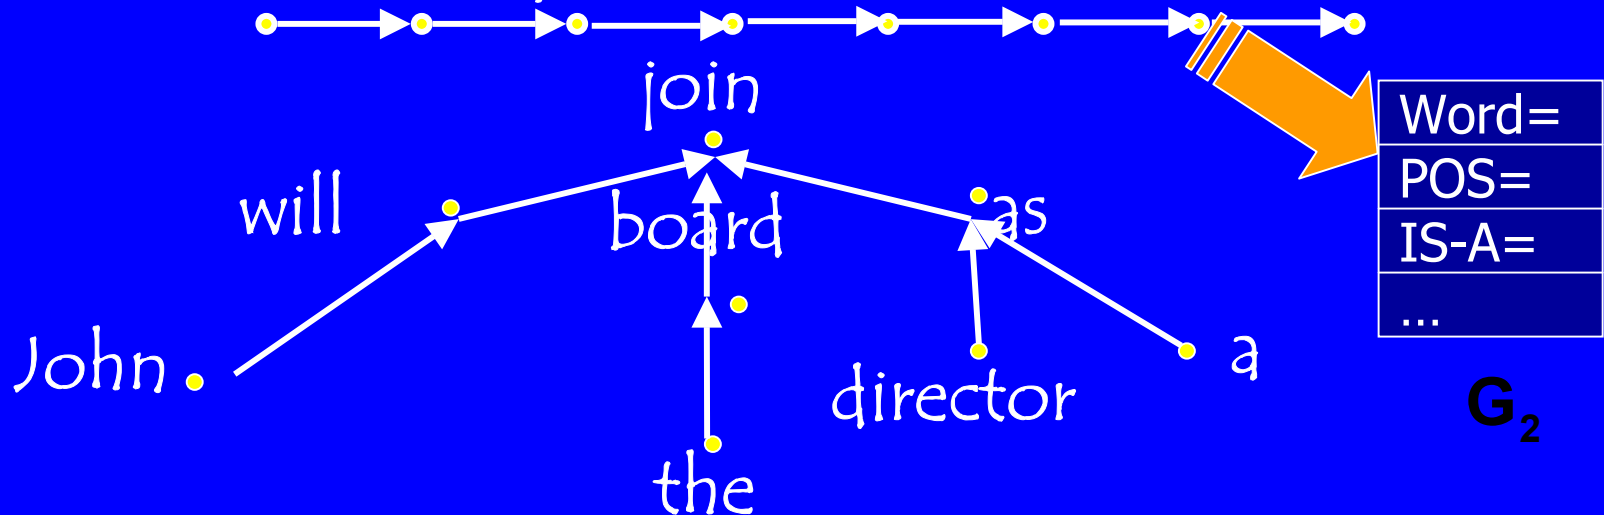 join
will
board
as
John
director
a
the
Word=
POS=
IS-A=
...
G2